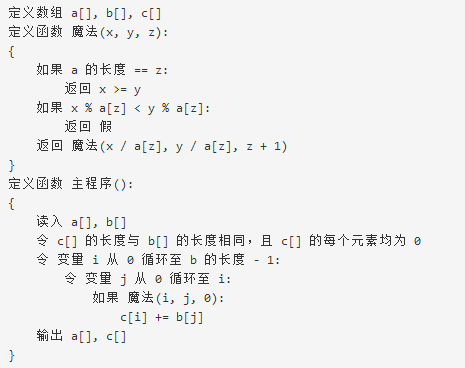 定义数组 a[], b[], c[]
定义函数 魔法(x, y, z):
{
    如果 a 的长度 == z:
        返回 x >= y
    如果 x % a[z] < y % a[z]:
        返回 假
    返回 魔法(x / a[z], y / a[z], z + 1)
}
定义函数 主程序():
{
    读入 a[], b[]
    令 c[] 的长度与 b[] 的长度相同，且 c[] 的每个元素均为 0
    令 变量 i 从 0 循环至 b 的长度 - 1:
        令 变量 j 从 0 循环至 i:
            如果 魔法(i, j, 0):
                c[i] += b[j]
    输出 a[], c[]
}